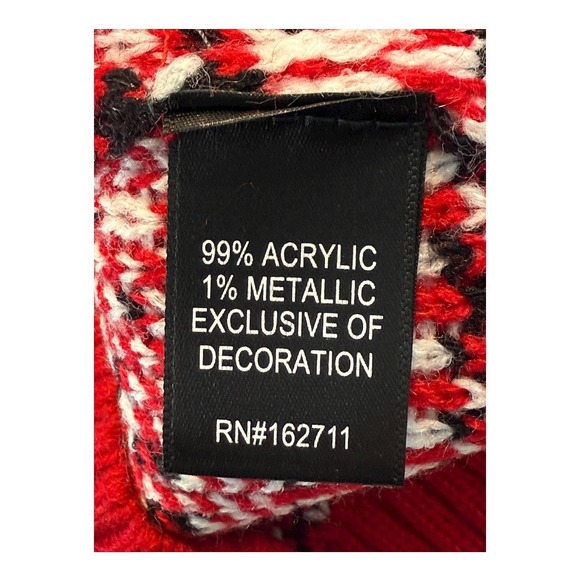 99% ACRYLIC
1% METALLIC
EXCLUSIVE OF
DECORATION
RN#162711